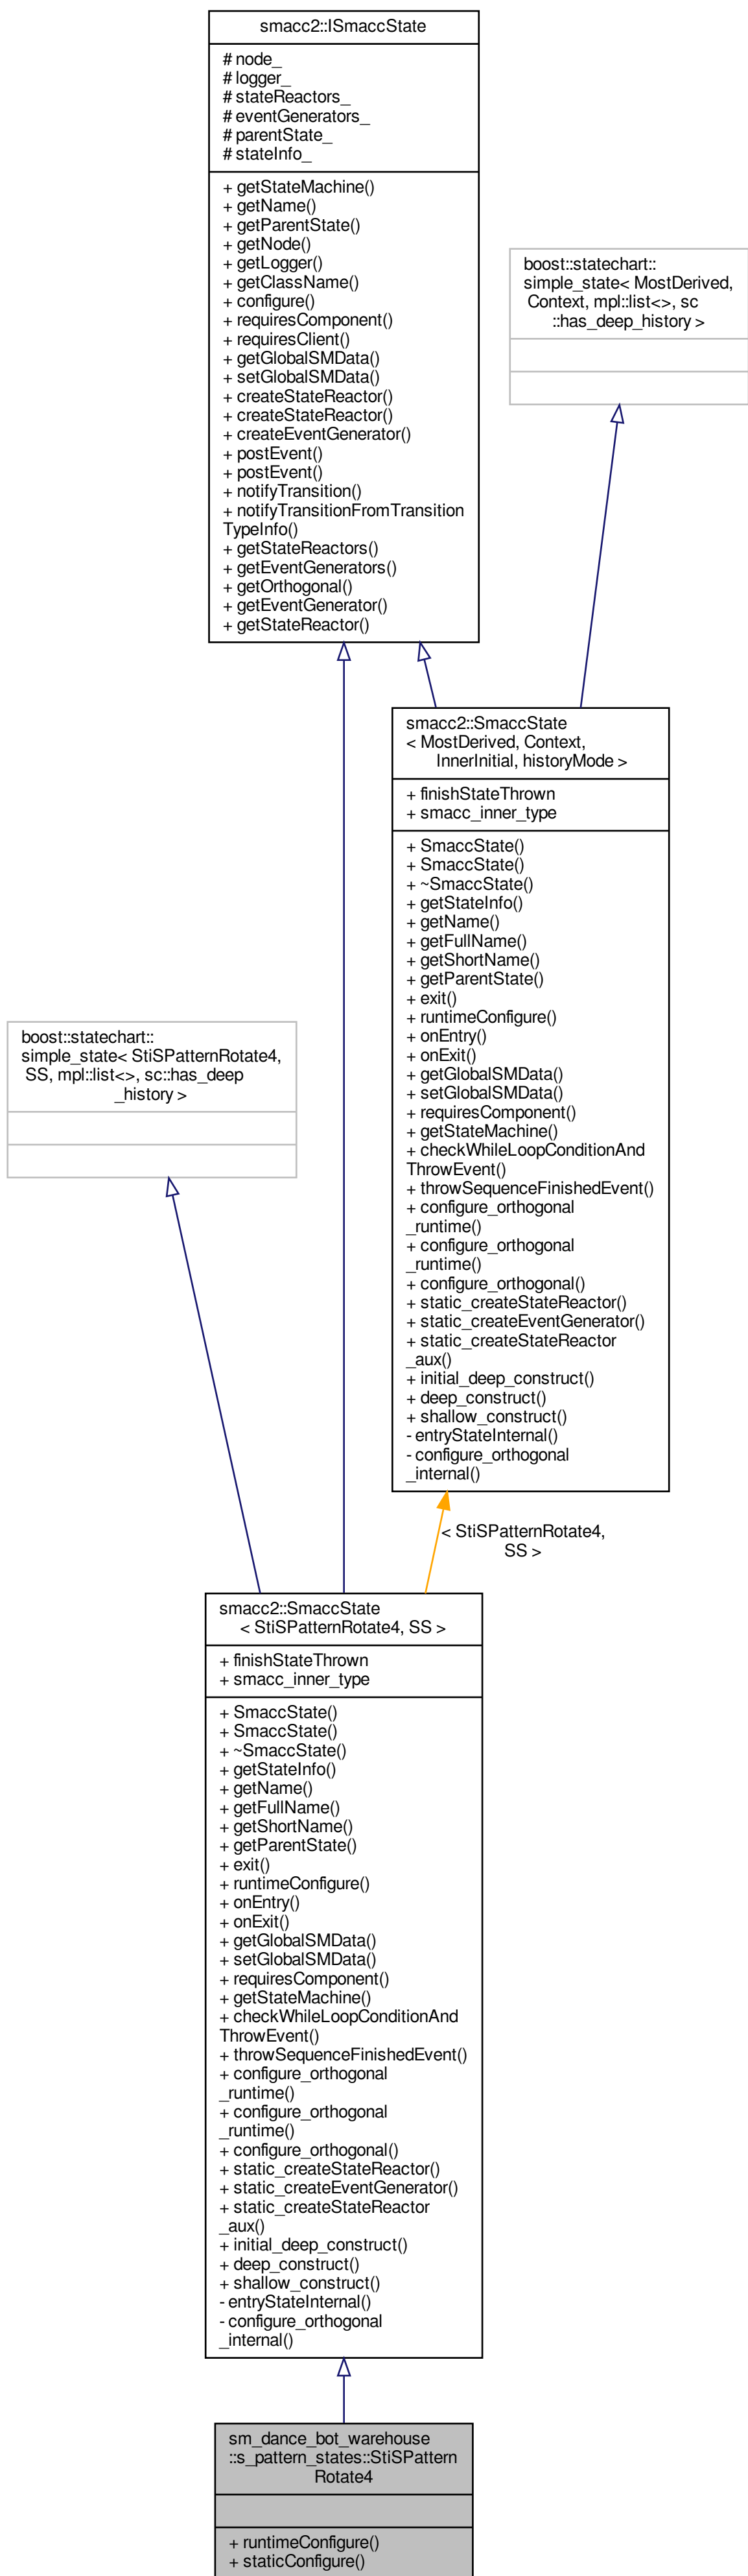 smacc2::ISmaccState
# node_
# logger_
# stateReactors_
# eventGenerators_
# parentState_
# stateInfo_
+ getStateMachine()
+ getName()
+ getParentState()
+ getNode()
+ getLogger()
+ getClassName()
+ configure()
+ requiresComponent()
+ requiresClient()
+ getGlobalSMData()
+ setGlobalSMData()
+ createStateReactor()
+ createStateReactor()
+ createEventGenerator()
+ postEvent()
+ postEvent()
+ notifyTransition()
+ notifyTransitionFromTransition
TypeInfo()
+ getStateReactors()
+ getEventGenerators()
+ getOrthogonal()
+ getEventGenerator()
+ getStateReactor()
boost::statechart::
simple_state< MostDerived,
Context, mpl::list<>, sc
::has_deep_history >
smacc2::SmaccState
< MostDerived, Context,
InnerInitial, historyMode >
+ finishStateThrown
+ smacc_inner_type
+ SmaccState()
+ SmaccState()
+ ~SmaccState()
+ getStateInfo()
+ getName()
+ getFullName()
+ getShortName()
+ getParentState()
+ exit()
+ runtimeConfigure()
+ onEntry()
+ onExit()
+ getGlobalSMData()
+ setGlobalSMData()
+ requiresComponent()
+ getStateMachine()
+ checkWhileLoopConditionAnd
ThrowEvent()
+ throwSequenceFinishedEvent()
+ configure_orthogonal
_runtime()
+ configure_orthogonal
_runtime()
+ configure_orthogonal()
+ static_createStateReactor()
+ static_createEventGenerator()
+ static_createStateReactor
_aux()
+ initial_deep_construct()
+ deep_construct()
+ shallow_construct()
- entryStateInternal()
- configure_orthogonal
_internal()
boost::statechart::
simple_state< StiSPatternRotate4,
SS, mpl::list<>, sc::has_deep
_history >
< StiSPatternRotate4,
SS >
smacc2::SmaccState
< StiSPatternRotate4, SS >
+ finishStateThrown
+ smacc_inner_type
+ SmaccState()
+ SmaccState()
+ ~SmaccState()
+ getStateInfo()
+ getName()
+ getFullName()
+ getShortName()
+ getParentState()
+ exit()
+ runtimeConfigure()
+ onEntry()
+ onExit()
+ getGlobalSMData()
+ setGlobalSMData()
+ requiresComponent()
+ getStateMachine()
+ checkWhileLoopConditionAnd
ThrowEvent()
+ throwSequenceFinishedEvent()
+ configure_orthogonal
_runtime()
+ configure_orthogonal
_runtime()
+ configure_orthogonal()
+ static_createStateReactor()
+ static_createEventGenerator()
+ static_createStateReactor
_aux()
+ initial_deep_construct()
+ deep_construct()
+ shallow_construct()
- entryStateInternal()
- configure_orthogonal
_internal()
sm_dance_bot_warehouse
::s_pattern_states::StiSPattern
Rotate4
+ runtimeConfigure()
+ staticConfigure()